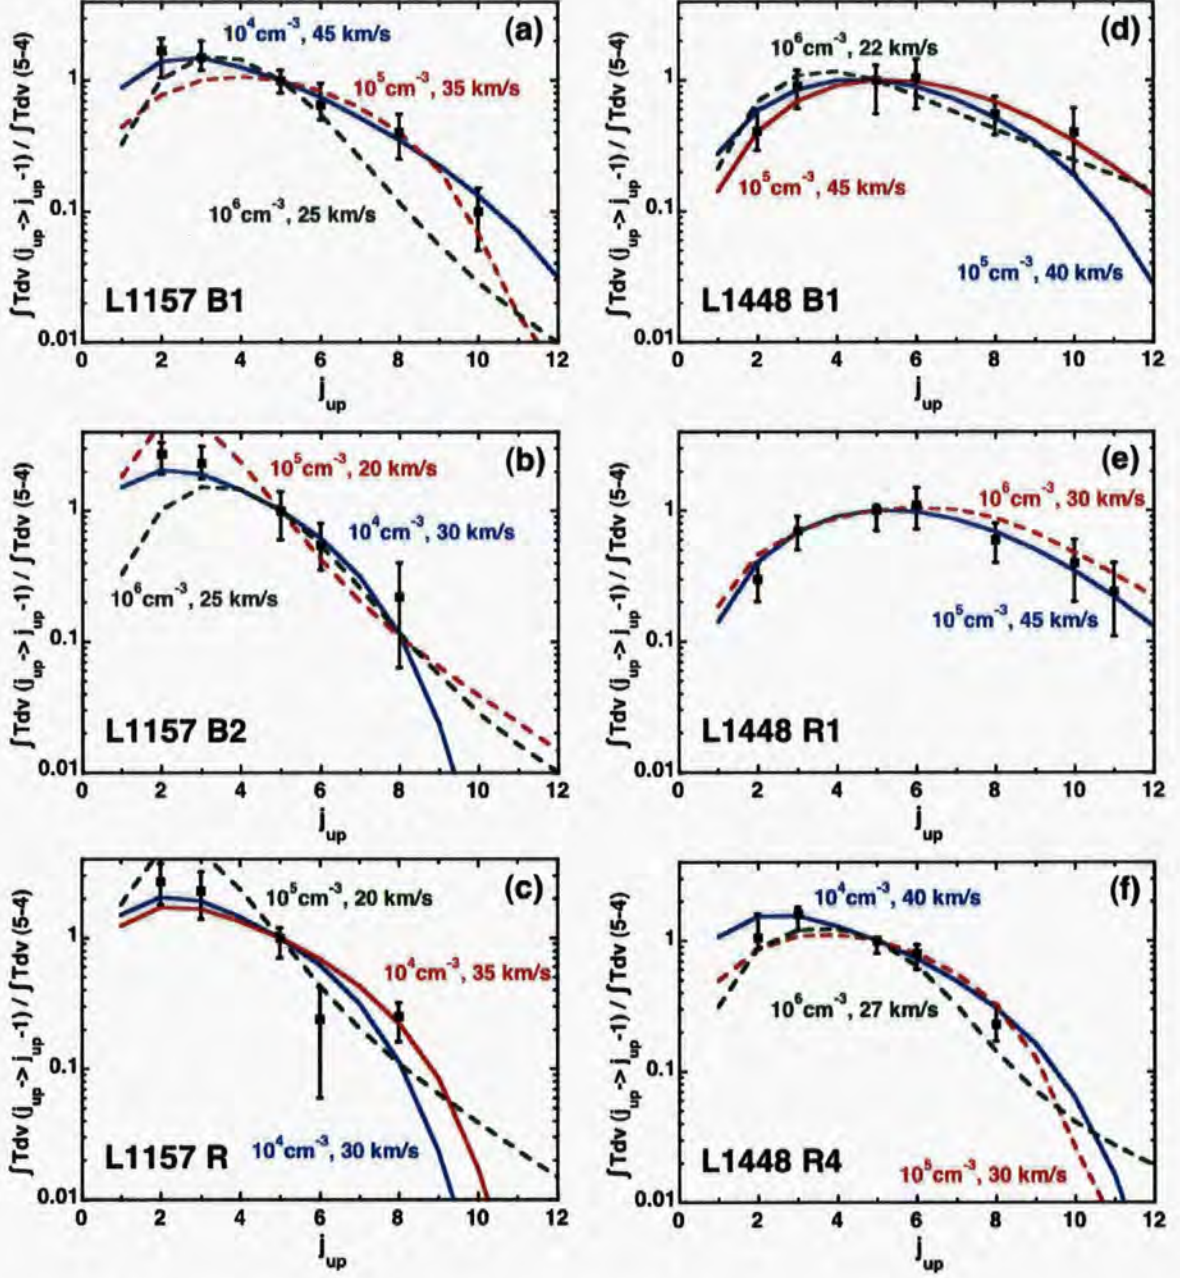 (a)
10⁴cm⁻³, 45 km/s
10⁵cm⁻³, 35 km/s
10⁶cm⁻³, 25 km/s
L1157 B1
∫Tdv (j_up -> j_up -1) / ∫Tdv (5-4)
1
0.1
0.01
0 2 4 6 8 10 12
j_up
(d)
10⁶cm⁻³, 22 km/s
10⁵cm⁻³, 45 km/s
10⁵cm⁻³, 40 km/s
L1448 B1
∫Tdv (j_up -> j_up -1) / ∫Tdv (5-4)
1
0.1
0.01
0 2 4 6 8 10 12
j_up
(b)
10⁵cm⁻³, 20 km/s
10⁴cm⁻³, 30 km/s
10⁶cm⁻³, 25 km/s
L1157 B2
∫Tdv (j_up -> j_up -1) / ∫Tdv (5-4)
1
0.1
0.01
0 2 4 6 8 10 12
j_up
(e)
10⁶cm⁻³, 30 km/s
10⁵cm⁻³, 45 km/s
L1448 R1
∫Tdv (j_up -> j_up -1) / ∫Tdv (5-4)
1
0.1
0.01
0 2 4 6 8 10 12
j_up
(c)
10⁵cm⁻³, 20 km/s
10⁴cm⁻³, 35 km/s
10⁴cm⁻³, 30 km/s
L1157 R
∫Tdv (j_up -> j_up -1) / ∫Tdv (5-4)
1
0.1
0.01
0 2 4 6 8 10 12
j_up
(f)
10⁴cm⁻³, 40 km/s
10⁶cm⁻³, 27 km/s
10⁵cm⁻³, 30 km/s
L1448 R4
∫Tdv (j_up -> j_up -1) / ∫Tdv (5-4)
1
0.1
0.01
0 2 4 6 8 10 12
j_up